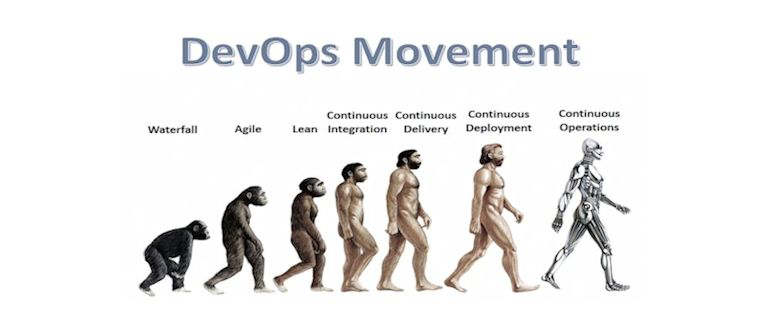 DevOps Movement
Waterfall
Agile
Lean
Continuous
Integration
Continuous
Delivery
Continuous
Deployment
Continuous
Operations